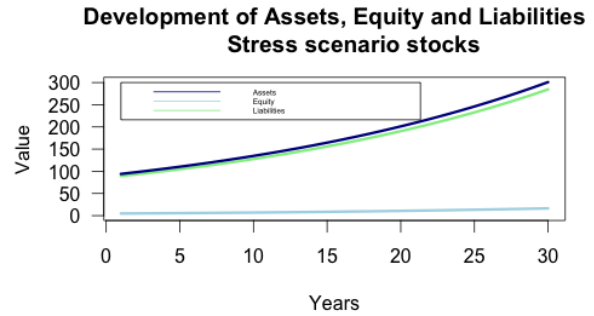 Development of Assets, Equity and Liabilities
Stress scenario stocks
Value
300
250
200
150
100
50
0
Assets
Equity
Liabilities
0 5 10 15 20 25 30
Years